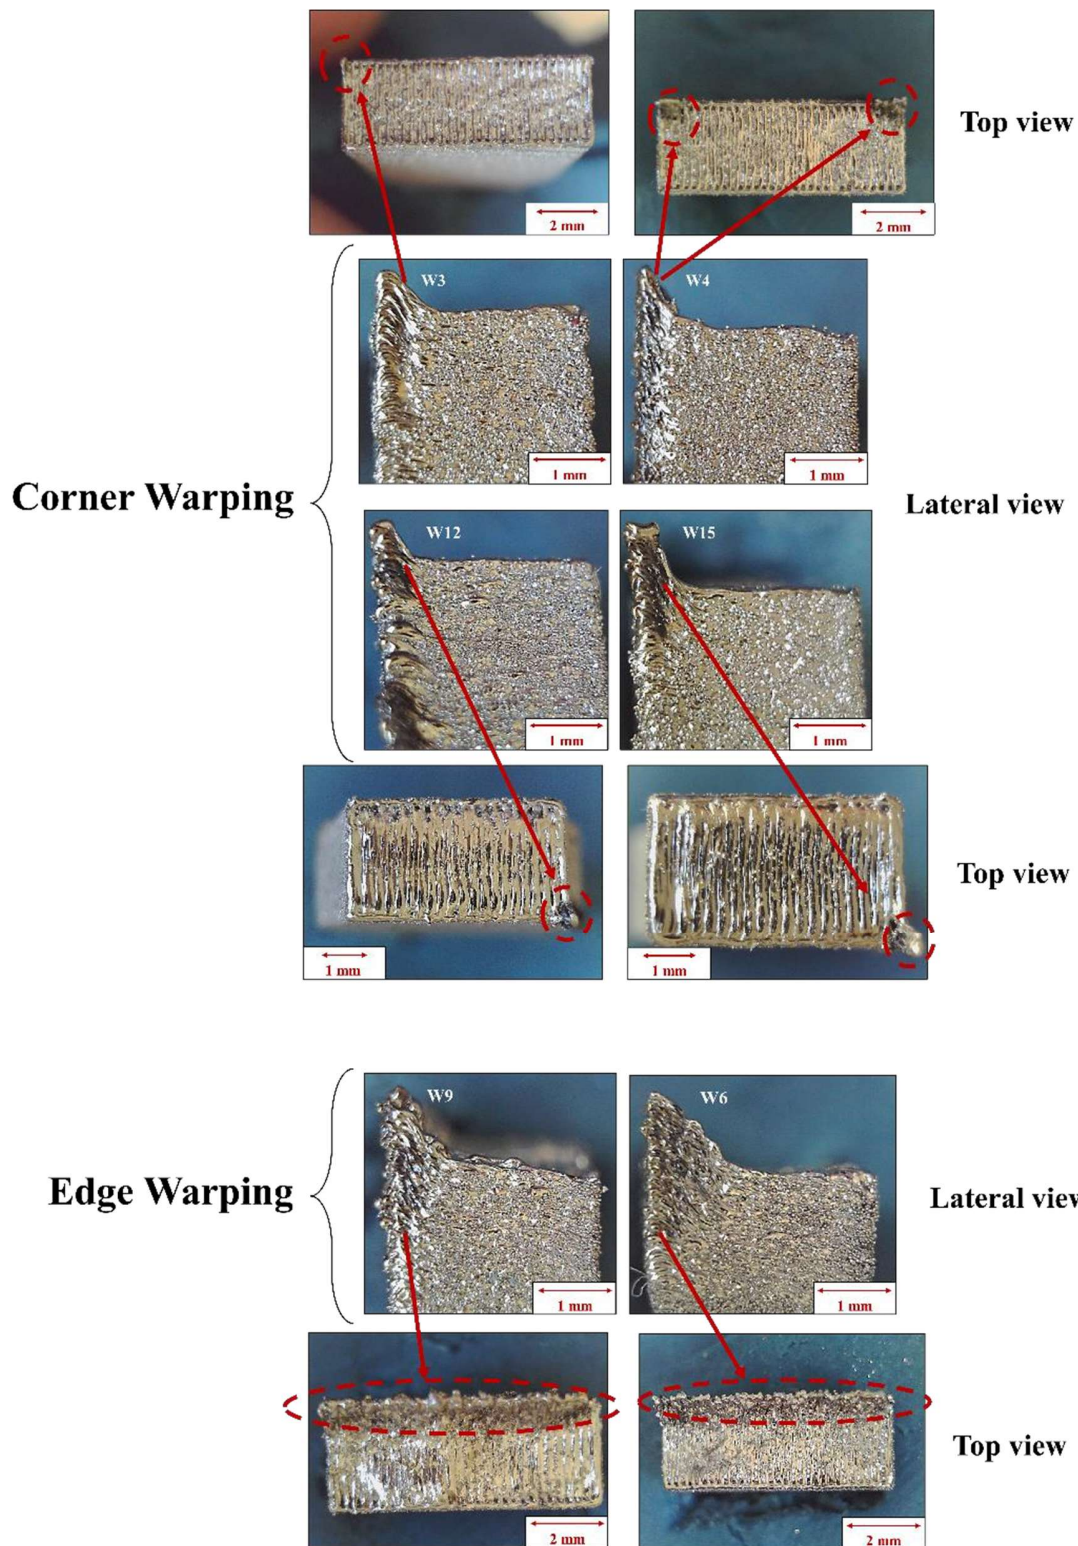 Top view
2 mm
2 mm
W3
W4
1 mm
1 mm
Corner Warping
Lateral view
W12
W15
1 mm
1 mm
Top view
1 mm
1 mm
W9
W6
Edge Warping
Lateral view
1 mm
1 mm
Top view
2 mm
2 mm